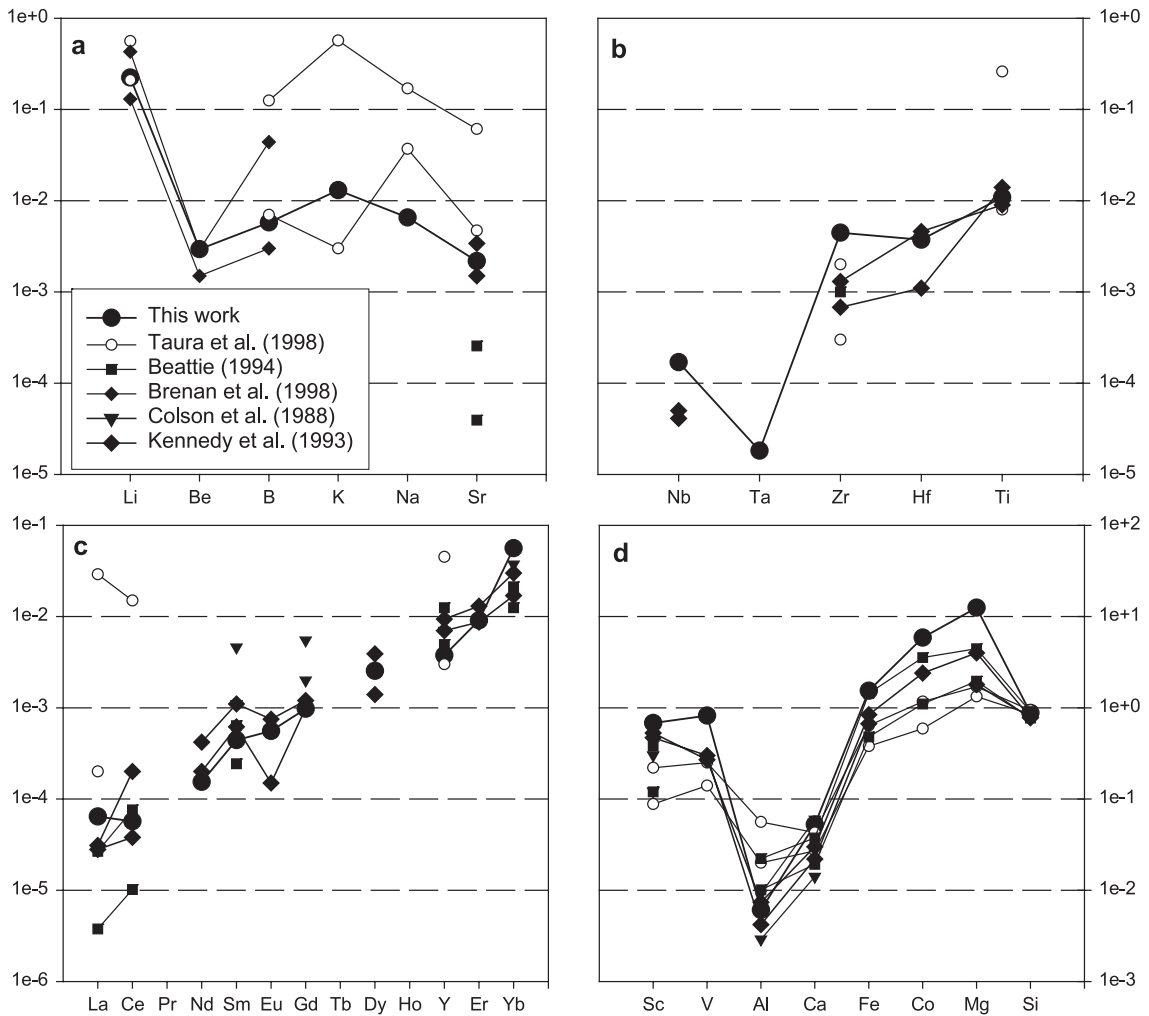 a
1e+0
1e-1
1e-2
1e-3
1e-4
1e-5
This work
Taura et al. (1998)
Beattie (1994)
Brenan et al. (1998)
Colson et al. (1988)
Kennedy et al. (1993)
Li Be B K Na Sr
b
1e+0
1e-1
1e-2
1e-3
1e-4
1e-5
Nb Ta Zr Hf Ti
c
1e-1
1e-2
1e-3
1e-4
1e-5
1e-6
La Ce Pr Nd Sm Eu Gd Tb Dy Ho Y Er Yb
d
1e+2
1e+1
1e+0
1e-1
1e-2
1e-3
Sc V Al Ca Fe Co Mg Si